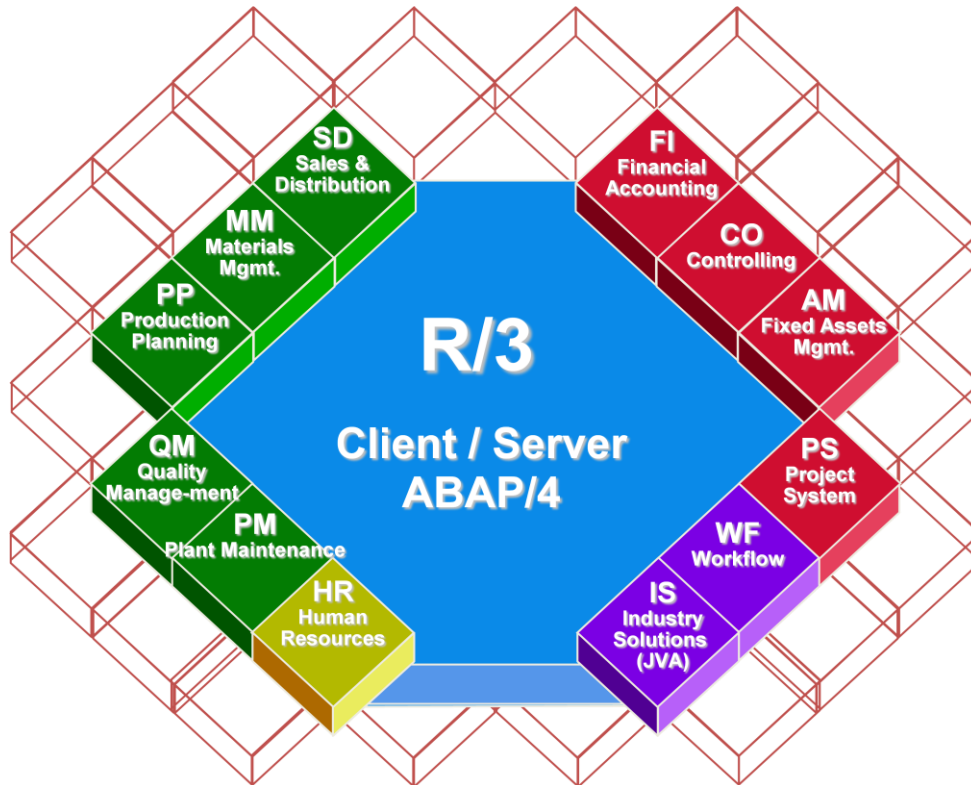 SD
Sales &
Distribution
MM
Materials
Mgmt.
PP
Production
Planning
FI
Financial
Accounting
CO
Controlling
AM
Fixed Assets
Mgmt.
R/3
Client / Server
ABAP/4
QM
Quality
Manage-ment
PM
Plant Maintenance
HR
Human
Resources
PS
Project
System
WF
Workflow
IS
Industry
Solutions
(JVA)